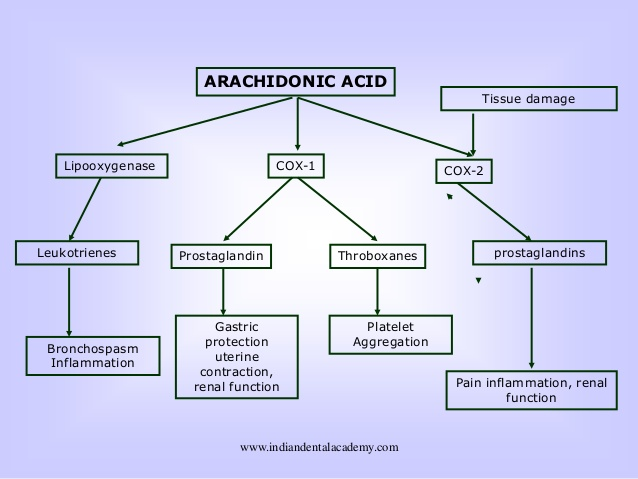 ARACHIDONIC ACID
Tissue damage
Lipooxygenase
COX-1
COX-2
Leukotrienes
Prostaglandin
Throboxanes
prostaglandins
Bronchospasm
Inflammation
Gastric
protection
uterine
contraction,
renal function
Platelet
Aggregation
Pain inflammation, renal
function
www.indiandentalacademy.com